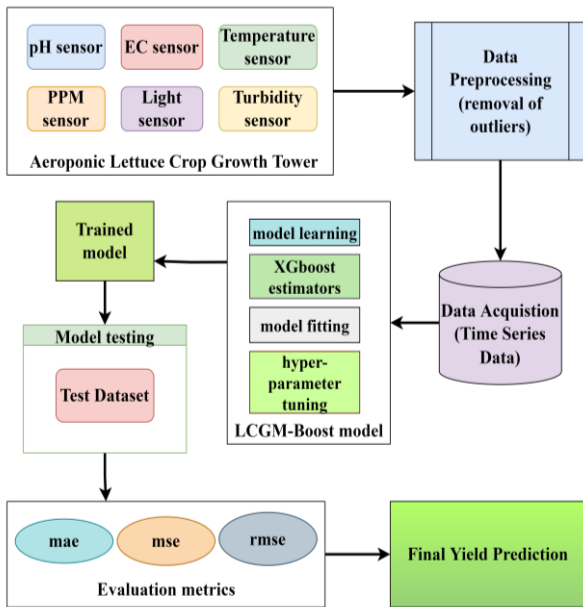 pH sensor
EC sensor
Temperature
sensor
PPM
sensor
Light
sensor
Turbidity
sensor
Aeroponic Lettuce Crop Growth Tower
Data
Preprocessing
(removal of
outliers)
Data Acquistion
(Time Series
Data)
model learning
XGboost
estimators
model fitting
hyper-
parameter
tuning
LCGM-Boost model
Trained
model
Model testing
Test Dataset
mae
mse
rmse
Evaluation metrics
Final Yield Prediction